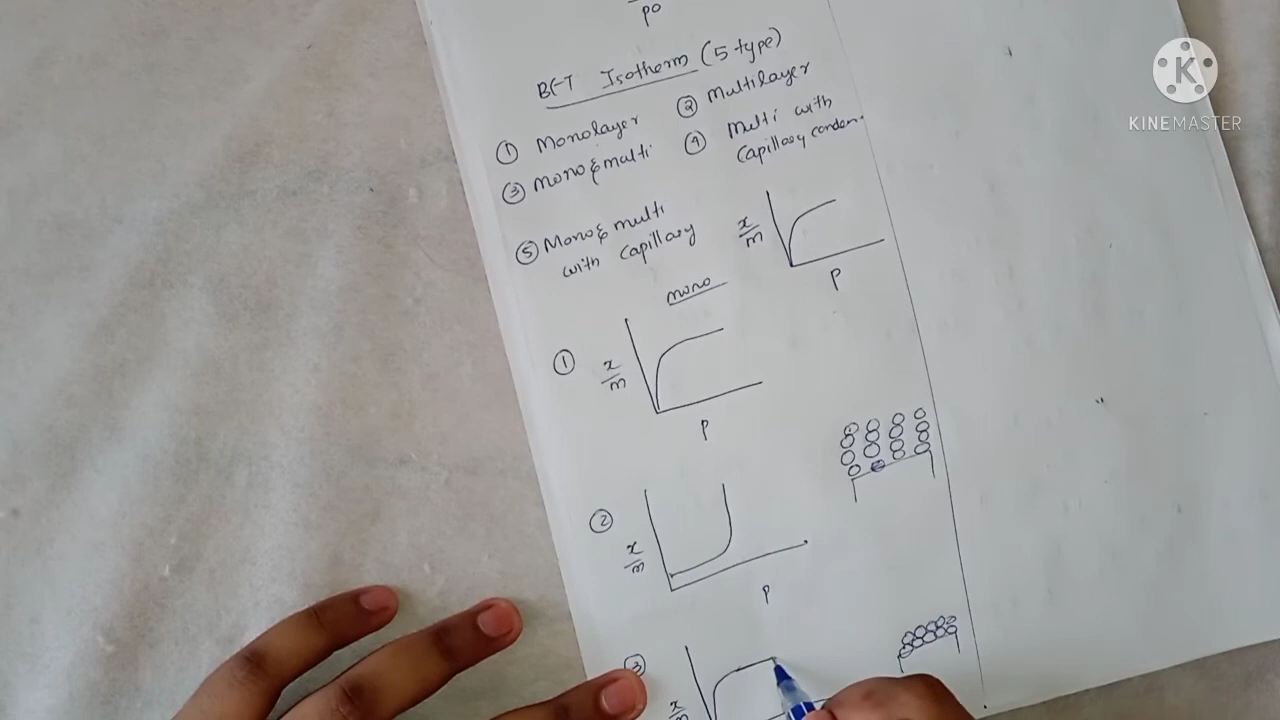 po
BET Isotherm (5 type)
① Monolayer ② Multilayer
③ Mono & multi ④ Multi with
Capillary conden.
⑤ Mono & multi
with capillary
x/m
P
mono
①
x/m
P
②
x/m
P
③
x/m
K
KINEMASTER